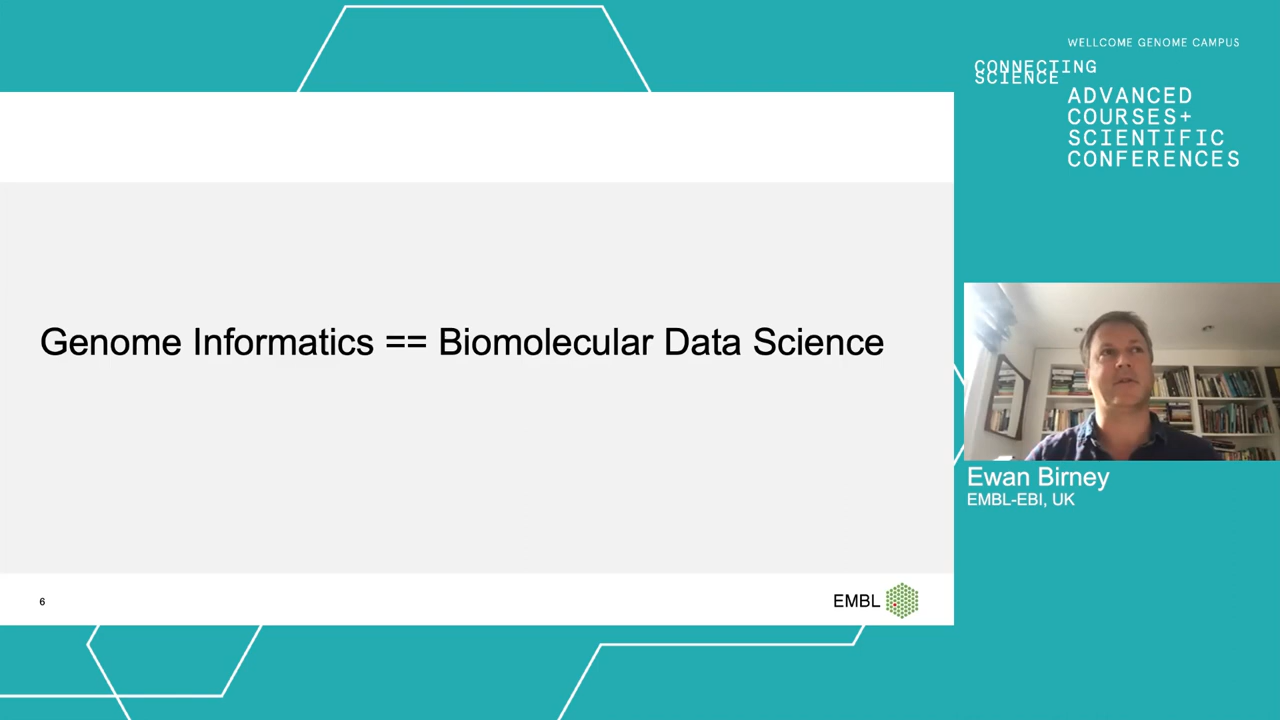 WELLCOME GENOME CAMPUS
CONNECTING
SCIENCE
ADVANCED
COURSES+
SCIENTIFIC
CONFERENCES
Genome Informatics == Biomolecular Data Science
Ewan Birney
EMBL-EBI, UK
6
EMBL